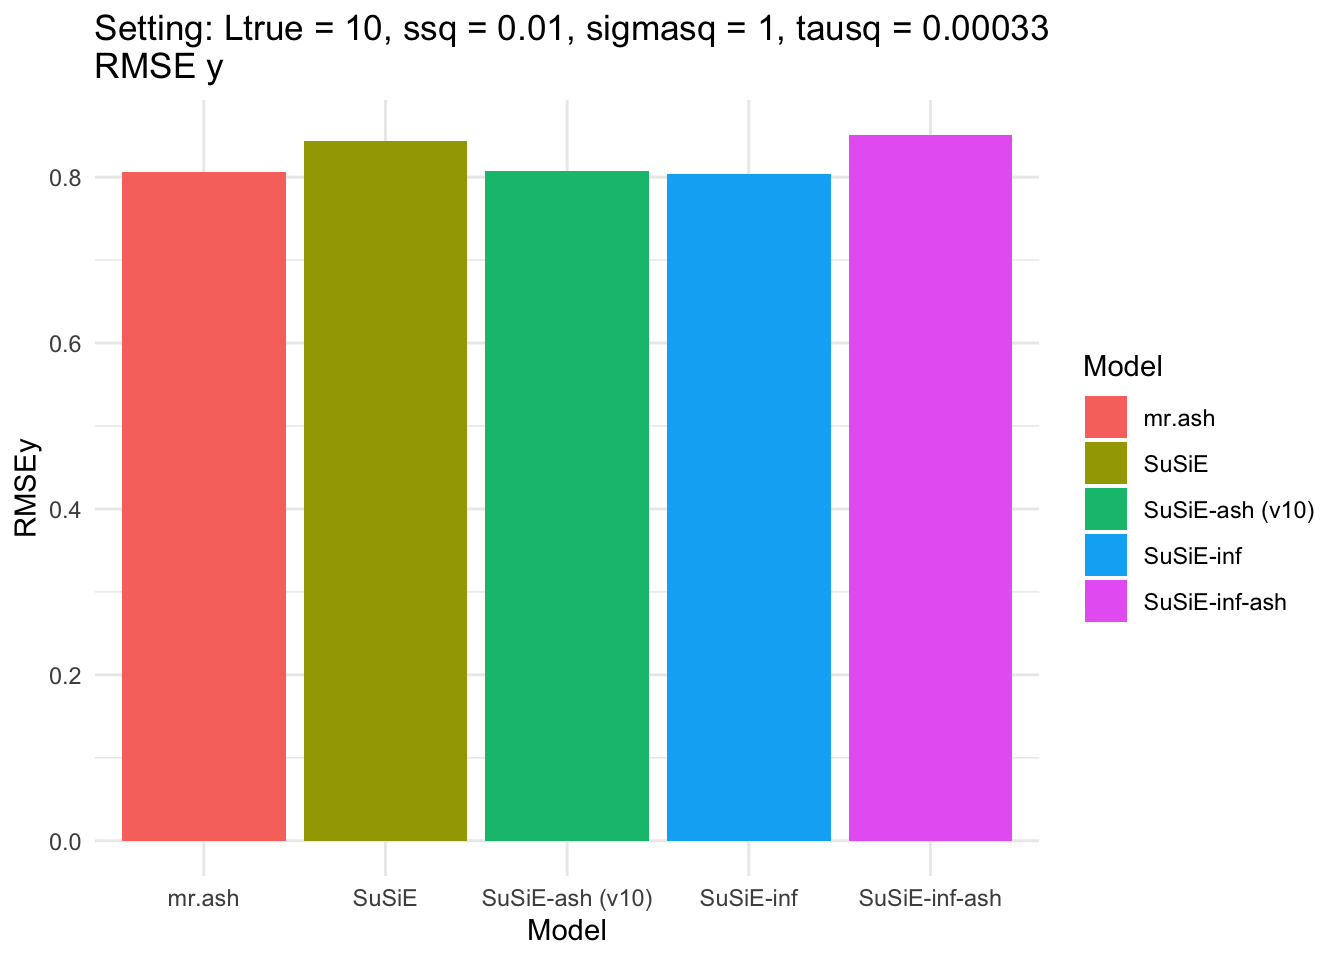 Setting: Ltrue = 10, ssq = 0.01, sigmasq = 1, tausq = 0.00033
RMSE y
RMSEy
0.8
0.6
0.4
0.2
0.0
mr.ash
SuSiE
SuSiE-ash (v10)
SuSiE-inf
SuSiE-inf-ash
Model
Model
mr.ash
SuSiE
SuSiE-ash (v10)
SuSiE-inf
SuSiE-inf-ash